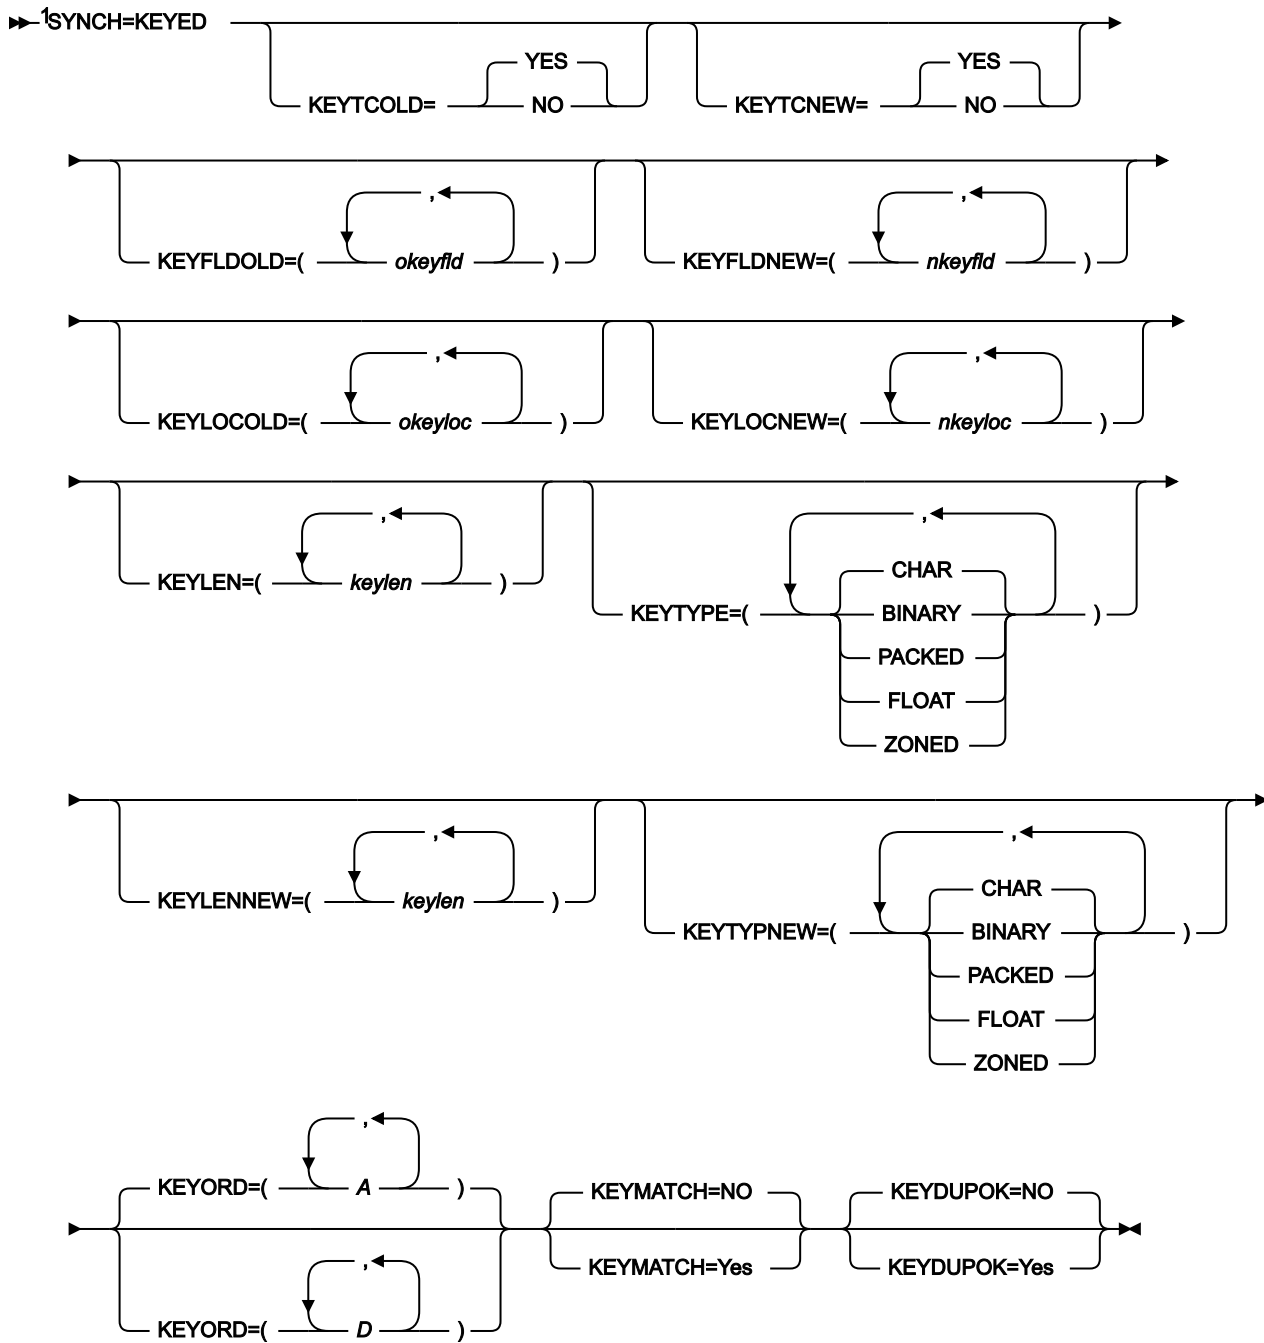 1
SYNCH=KEYED
YES
KEYTCOLD= NO
YES
KEYTCNEW= NO
,
KEYFLDOLD=( okeyfld )
,
KEYFLDNEW=( nkeyfld )
,
KEYLOCOLD=( okeyloc )
,
KEYLOCNEW=( nkeyloc )
,
KEYLEN=( keylen )
,
CHAR
KEYTYPE=( BINARY )
PACKED
FLOAT
ZONED
,
KEYLENNEW=( keylen )
,
CHAR
KEYTYPNEW=( BINARY )
PACKED
FLOAT
ZONED
,
KEYORD=( A )
,
KEYORD=( D )
KEYMATCH=NO
KEYMATCH=Yes
KEYDUPOK=NO
KEYDUPOK=Yes